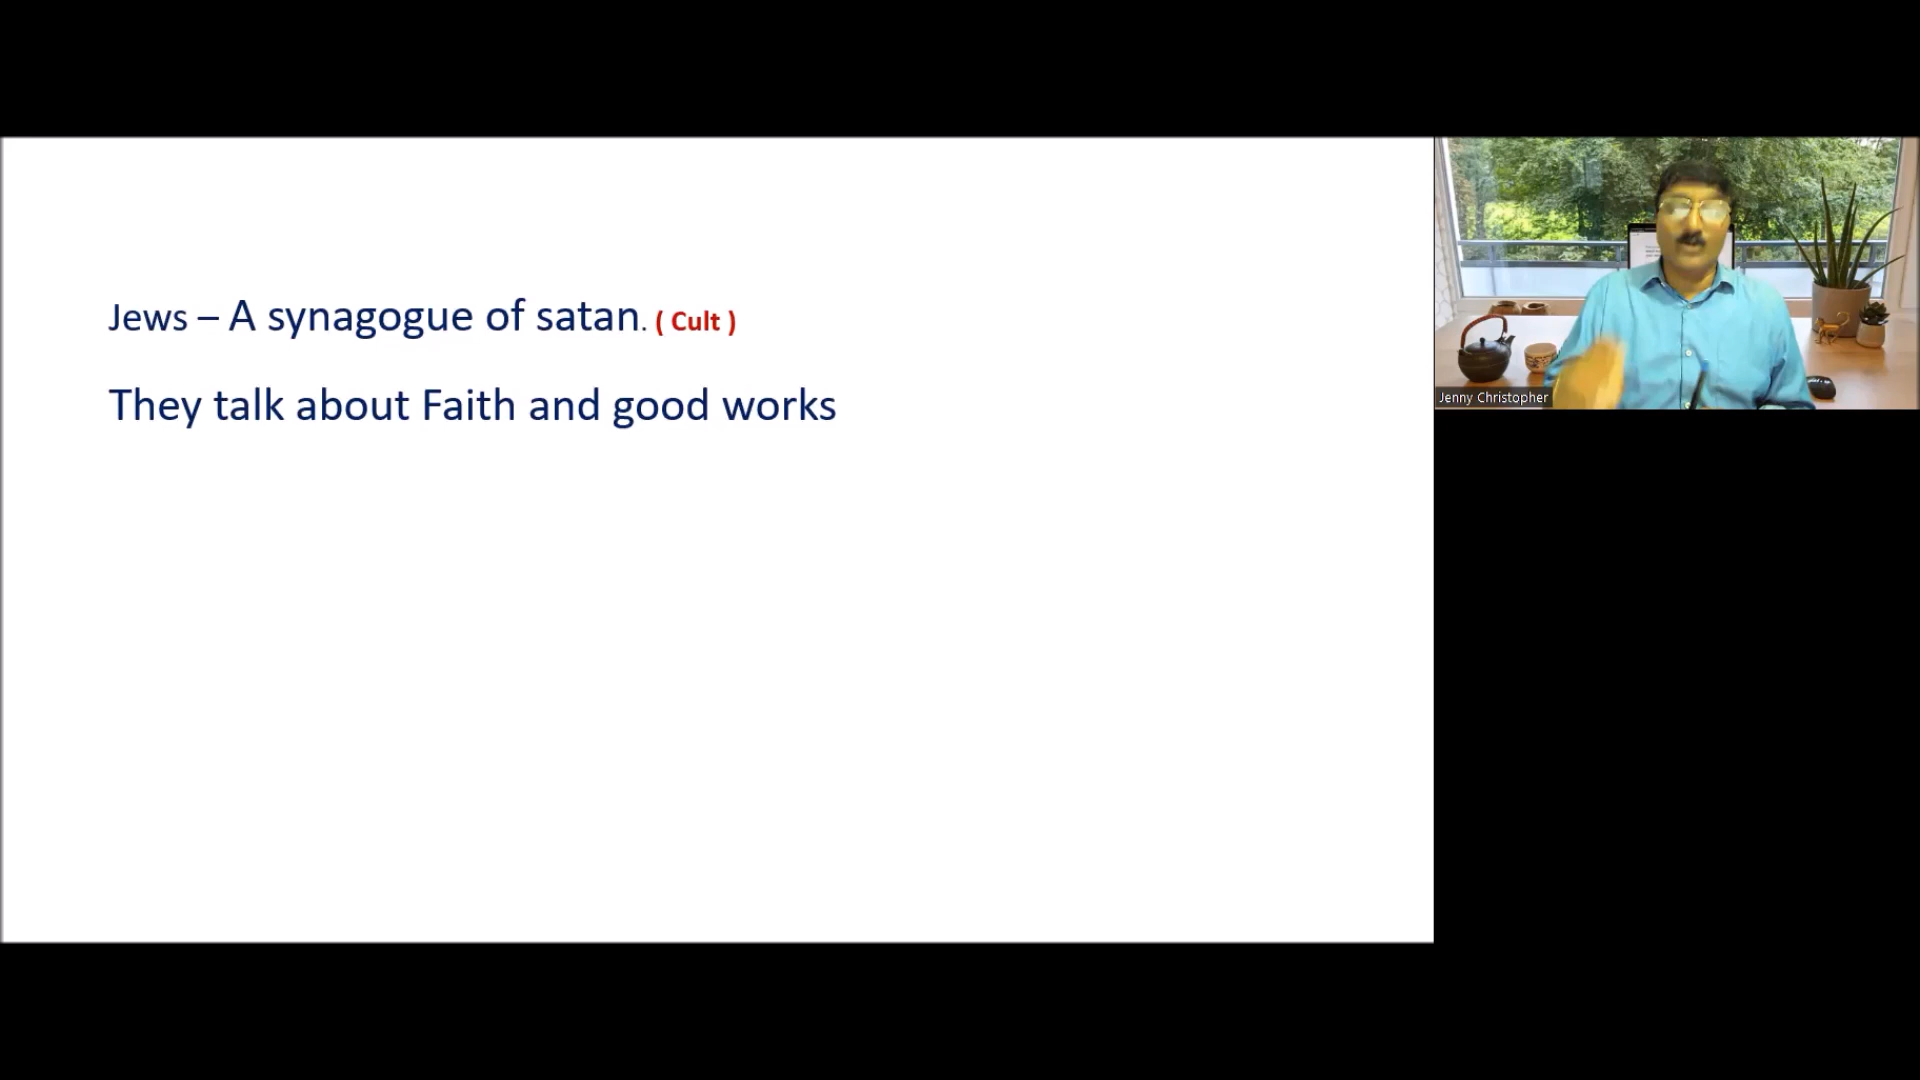 Jews – A synagogue of satan. ( Cult )
They talk about Faith and good works
Jenny Christopher